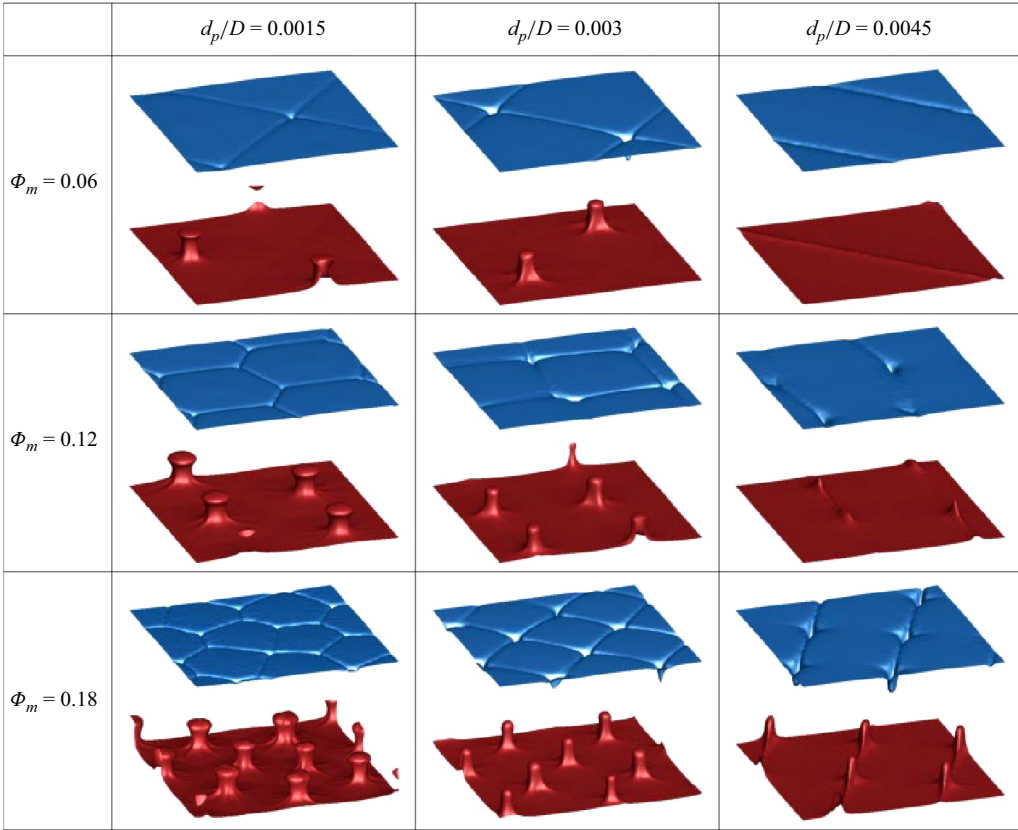 d_p/D = 0.0015 d_p/D = 0.003 d_p/D = 0.0045
Φ_m = 0.06
Φ_m = 0.12
Φ_m = 0.18